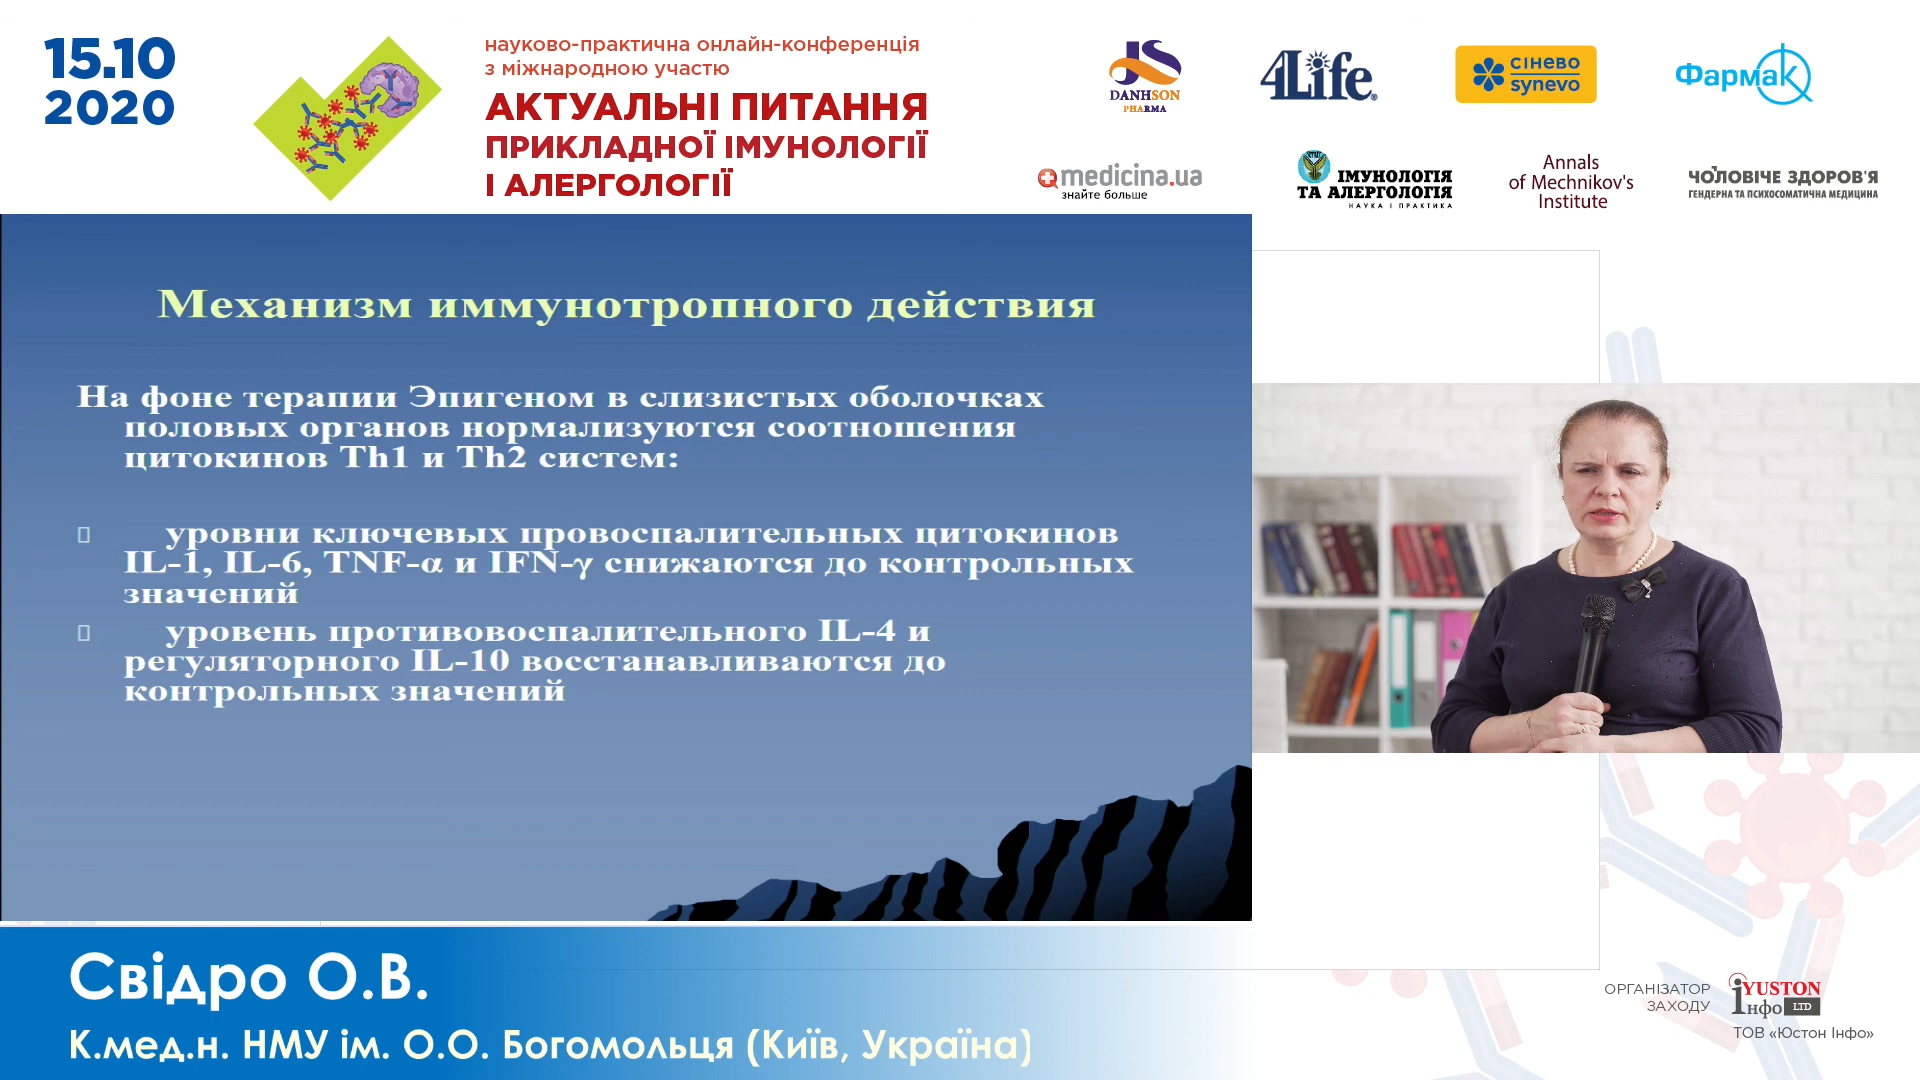 15.10
2020
науково-практична онлайн-конференція
з міжнародною участю
АКТУАЛЬНІ ПИТАННЯ
ПРИКЛАДНОЇ ІМУНОЛОГІЇ
І АЛЕРГОЛОГІЇ
JS
DANHSON
PHARMA
4Life®
СІНЕВО
synevo
Фармак
medicina.ua
знайте больше
ІМУНОЛОГІЯ
ТА АЛЕРГОЛОГІЯ
НАУКА І ПРАКТИКА
Annals
of Mechnikov's
Institute
ЧОЛОВІЧЕ ЗДОРОВ'Я
ГЕНДЕРНА ТА ПСИХОСОМАТИЧНА МЕДИЦИНА
Механизм иммунотропного действия
На фоне терапии Эпигеном в слизистых оболочках
половых органов нормализуются соотношения
цитокинов Th1 и Th2 систем:
уровни ключевых провоспалительных цитокинов
IL-1, IL-6, TNF-α и IFN-γ снижаются до контрольных
значений
уровень противовоспалительного IL-4 и
регуляторного IL-10 восстанавливаются до
контрольных значений
Свідро О.В.
К.мед.н. НМУ ім. О.О. Богомольця (Київ, Україна)
ОРГАНІЗАТОР
ЗАХОДУ
iYUSTON
Інфо LTD
ТОВ «Юстон Інфо»